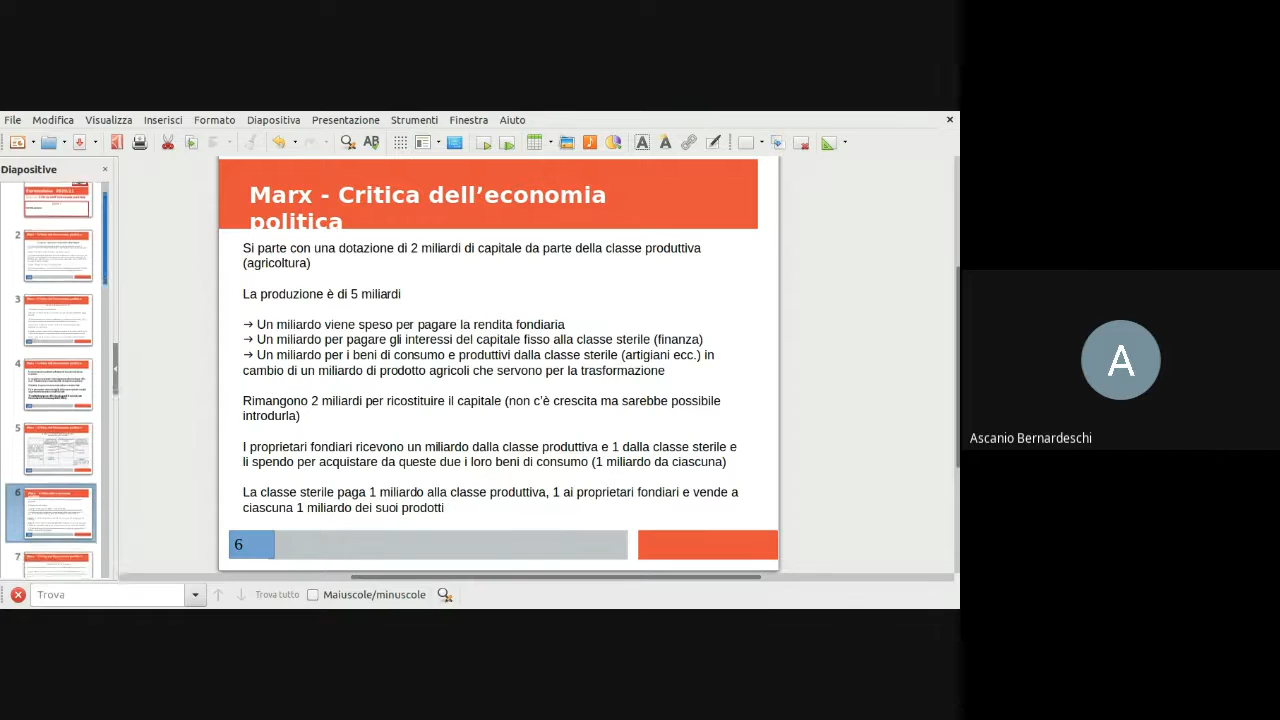 File Modifica Visualizza Inserisci Formato Diapositiva Presentazione Strumenti Finestra Aiuto
Diapositive
2
3
4
5
6
7
Marx - Critica dell’economia
politica
Si parte con una dotazione di 2 miliardi di capitale da parte della classe produttiva
(agricoltura)
La produzione è di 5 miliardi
→ Un miliardo viene speso per pagare la rendita fondiaria
→ Un miliardo per pagare gli interessi del capitale fisso alla classe sterile (finanza)
→ Un miliardo per i beni di consumo e produttivi dalla classe sterile (artigiani ecc.) in
cambio di un miliardo di prodotto agricoli che servono per la trasformazione
Rimangono 2 miliardi per ricostituire il capitale (non c’è crescita ma sarebbe possibile
introdurla)
I proprietari fondiari ricevono un miliardo dalla classe produttiva e 1 dalla classe sterile e
li spendo per acquistare da queste due i loro beni di consumo (1 miliardo da ciascuna)
La classe sterile paga 1 miliardo alla classe produttiva, 1 ai proprietari fondiari e vende a
ciascuna 1 miliardo dei suoi prodotti
6
Trova
Trova tutto
Maiuscole/minuscole
A
Ascanio Bernardeschi